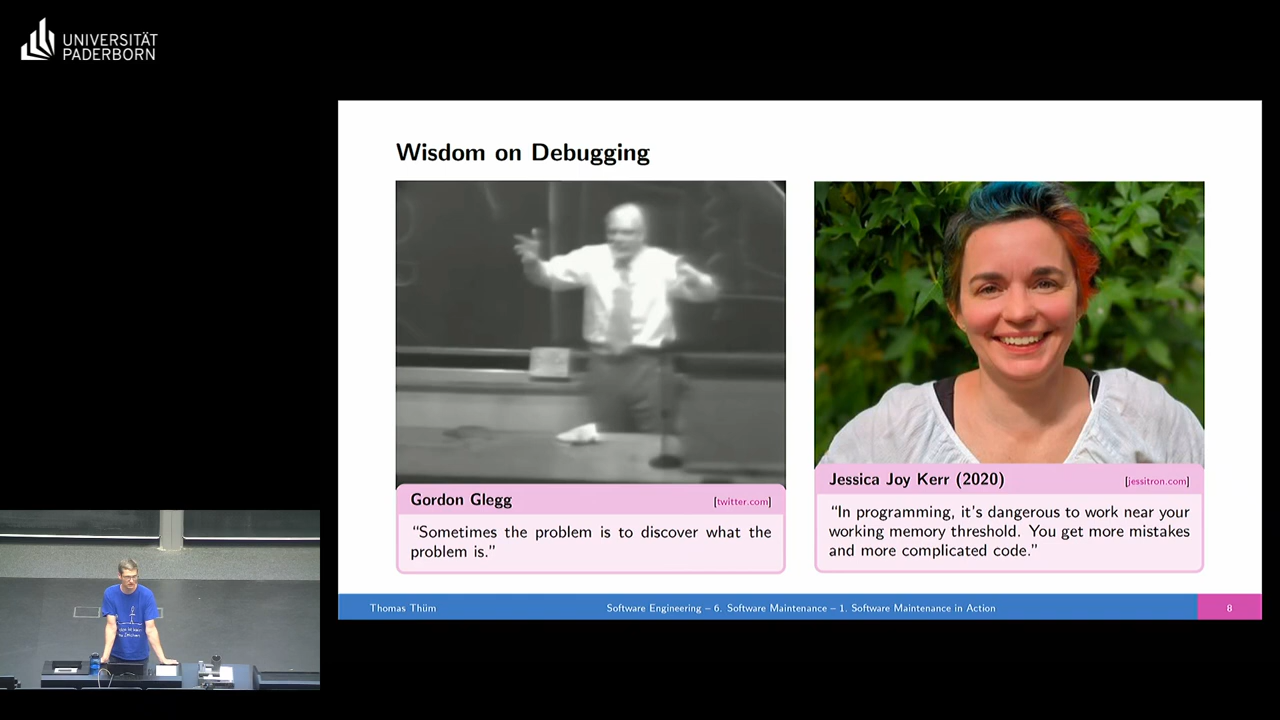 UNIVERSITÄT
PADERBORN
Wisdom on Debugging
Gordon Glegg [twitter.com]
“Sometimes the problem is to discover what the
problem is.”
Jessica Joy Kerr (2020) [jessitron.com]
“In programming, it’s dangerous to work near your
working memory threshold. You get more mistakes
and more complicated code.”
Thomas Thüm
Software Engineering – 6. Software Maintenance – 1. Software Maintenance in Action
8